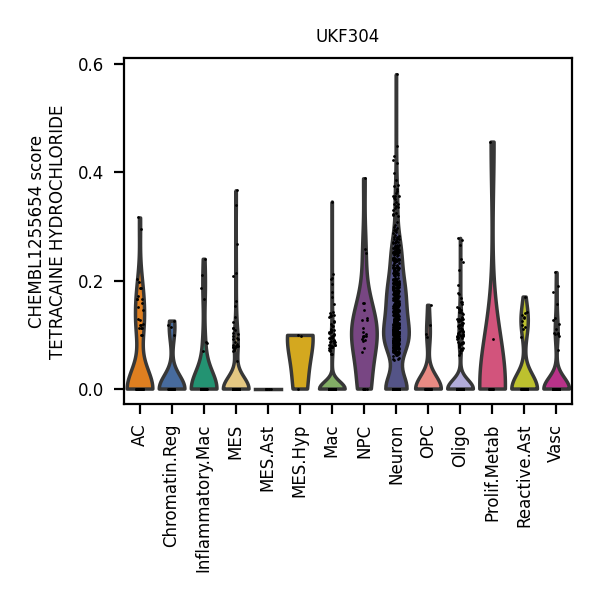 UKF304
CHEMBL1255654 score
TETRACAINE HYDROCHLORIDE
0.6
0.4
0.2
0.0
AC
Chromatin.Reg
Inflammatory.Mac
MES
MES.Ast
MES.Hyp
Mac
NPC
Neuron
OPC
Oligo
Prolif.Metab
Reactive.Ast
Vasc